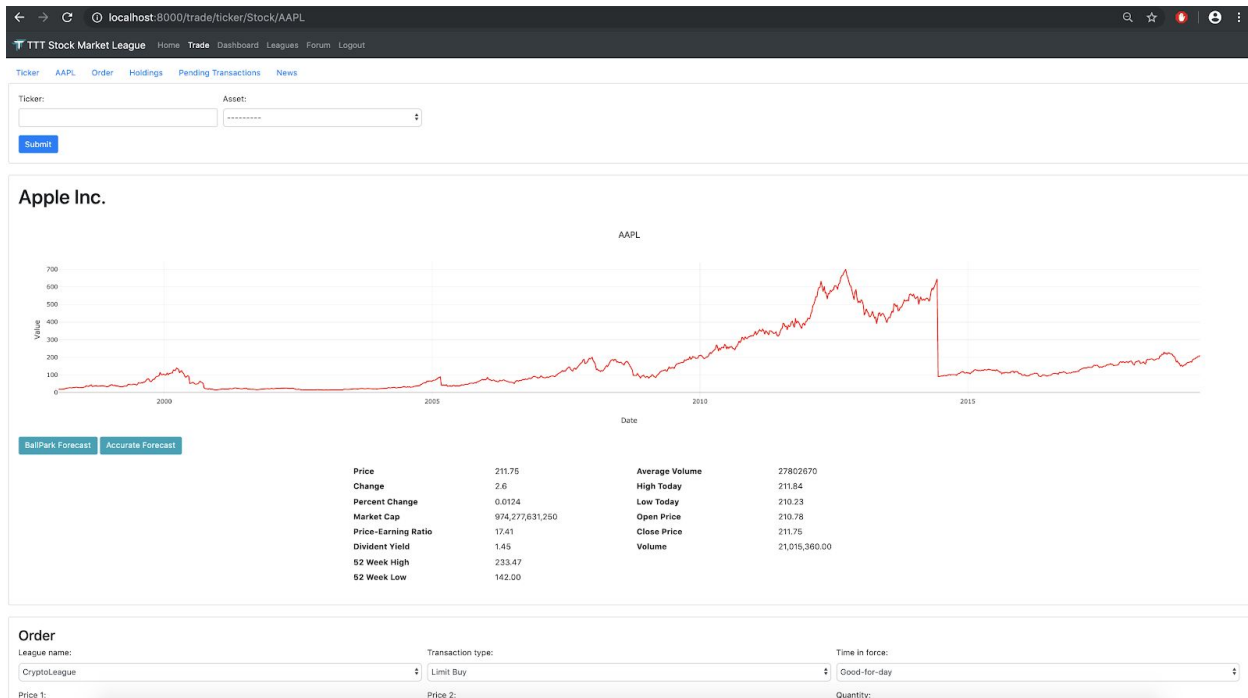 localhost:8000/trade/ticker/Stock/AAPL
TTT Stock Market League Home Trade Dashboard Leagues Forum Logout
Ticker AAPL Order Holdings Pending Transactions News
Ticker: Asset:
---------
Submit
Apple Inc.
AAPL
700
600
500
400
300
200
100
0
Value
2000 2005 2010 2015
Date
BallPark Forecast Accurate Forecast
Price 211.75 Average Volume 27802670
Change 2.6 High Today 211.84
Percent Change 0.0124 Low Today 210.23
Market Cap 974,277,631,250 Open Price 210.78
Price-Earning Ratio 17.41 Close Price 211.75
Divident Yield 1.45 Volume 21,015,360.00
52 Week High 233.47
52 Week Low 142.00
Order
League name: Transaction type: Time in force:
CryptoLeague Limit Buy Good-for-day
Price 1: Price 2: Quantity: